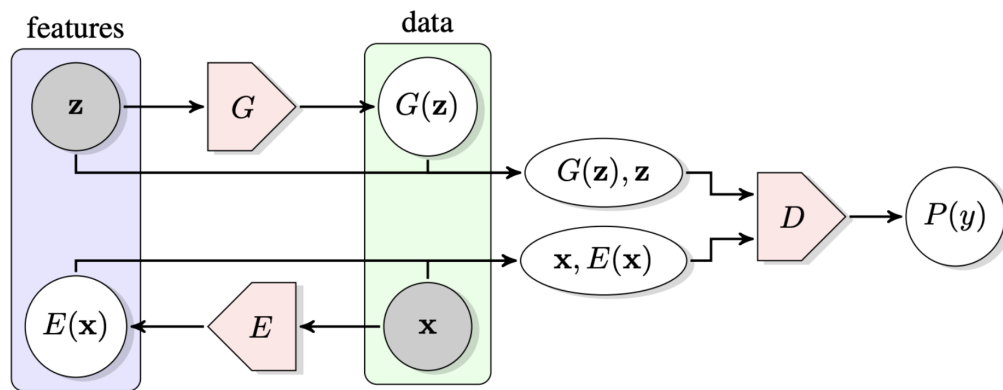 features
data
z
G
G(z)
G(z), z
D
P(y)
x, E(x)
E(x)
E
x